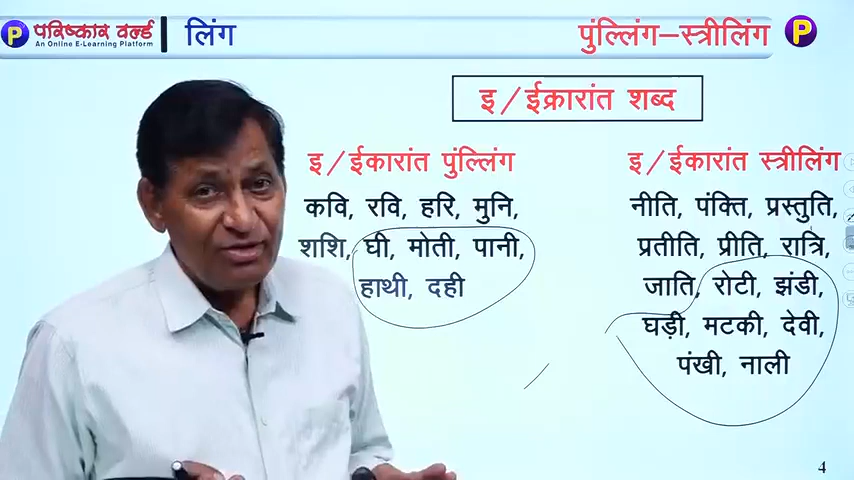 P परिष्कार वर्ल्ड
An Online E-Learning Platform
लिंग
पुंल्लिंग–स्त्रीलिंग P
इ/ईक्रारांत शब्द
इ/ईकारांत पुंल्लिंग
कवि, रवि, हरि, मुनि,
शशि, घी, मोती, पानी,
हाथी, दही
इ/ईकारांत स्त्रीलिंग
नीति, पंक्ति, प्रस्तुति,
प्रतीति, प्रीति, रात्रि,
जाति, रोटी, झंडी,
घड़ी, मटकी, देवी,
पंखी, नाली
4